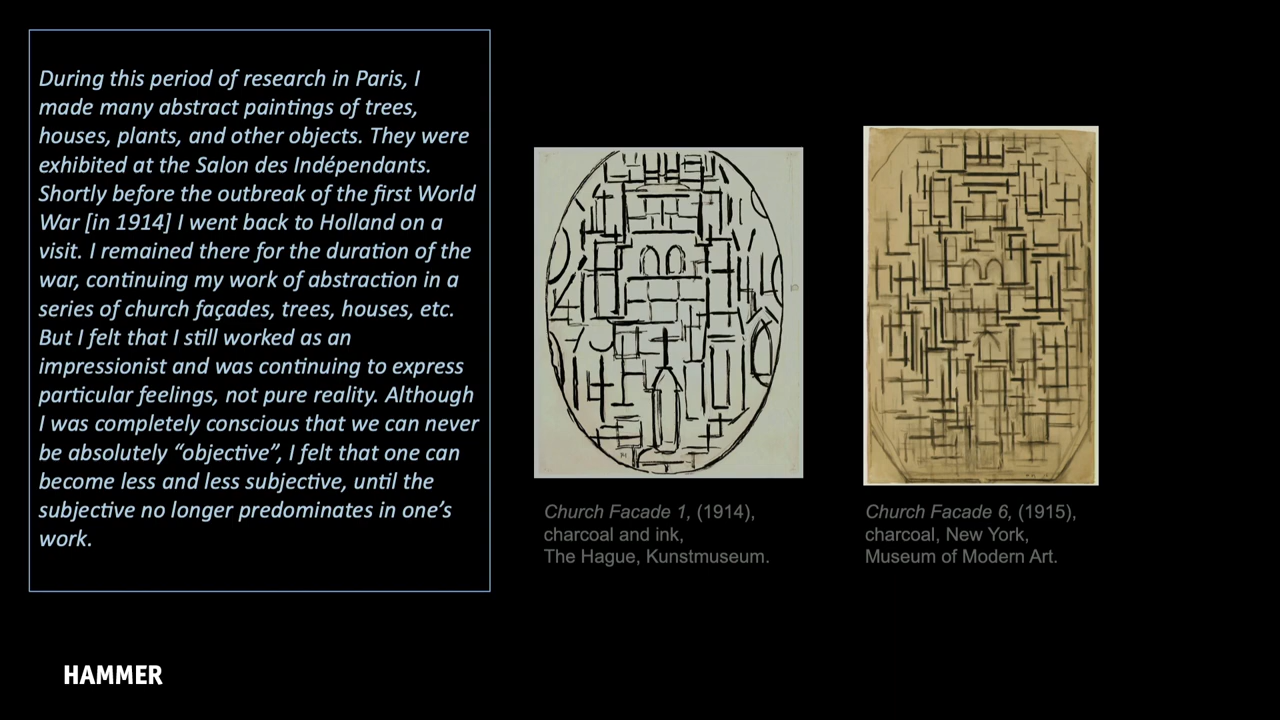 During this period of research in Paris, I
made many abstract paintings of trees,
houses, plants, and other objects. They were
exhibited at the Salon des Indépendants.
Shortly before the outbreak of the first World
War [in 1914] I went back to Holland on a
visit. I remained there for the duration of the
war, continuing my work of abstraction in a
series of church façades, trees, houses, etc.
But I felt that I still worked as an
impressionist and was continuing to express
particular feelings, not pure reality. Although
I was completely conscious that we can never
be absolutely “objective”, I felt that one can
become less and less subjective, until the
subjective no longer predominates in one’s
work.
Church Facade 1, (1914),
charcoal and ink,
The Hague, Kunstmuseum.
Church Facade 6, (1915),
charcoal, New York,
Museum of Modern Art.
HAMMER